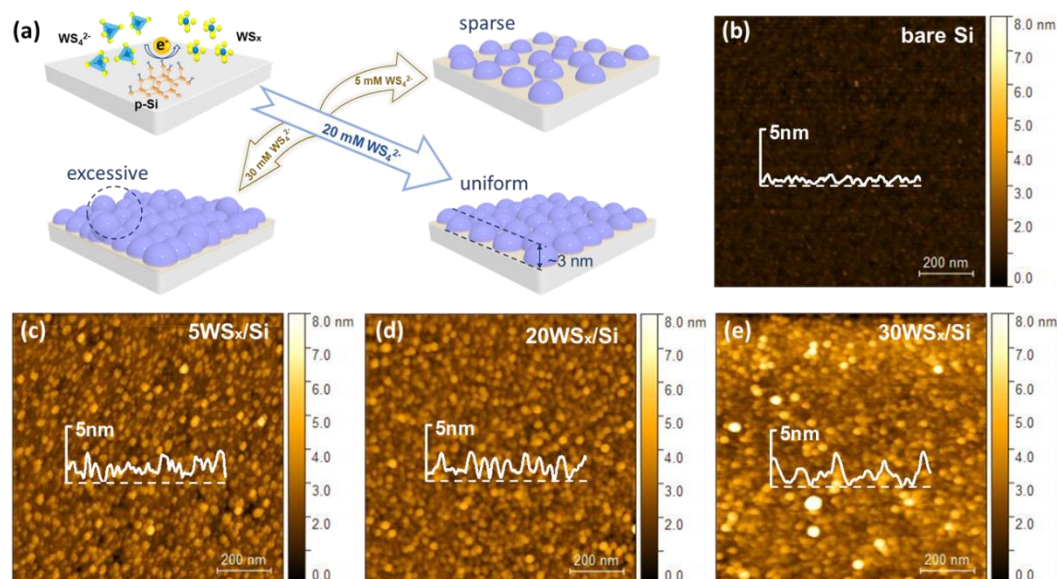 (a)
WS₄²⁻
e⁻
WSₓ
p-Si
sparse
5 mM WS₄²⁻
20 mM WS₄²⁻
30 mM WS₄²⁻
excessive
uniform
~3 nm
(b)
bare Si
5nm
200 nm
8.0 nm
7.0
6.0
5.0
4.0
3.0
2.0
1.0
0.0
(c)
5WSₓ/Si
5nm
200 nm
8.0 nm
7.0
6.0
5.0
4.0
3.0
2.0
0.0
(d)
20WSₓ/Si
5nm
200 nm
8.0 nm
7.0
6.0
5.0
4.0
3.0
2.0
0.0
(e)
30WSₓ/Si
5nm
200 nm
8.0 nm
7.0
6.0
5.0
4.0
3.0
2.0
0.0